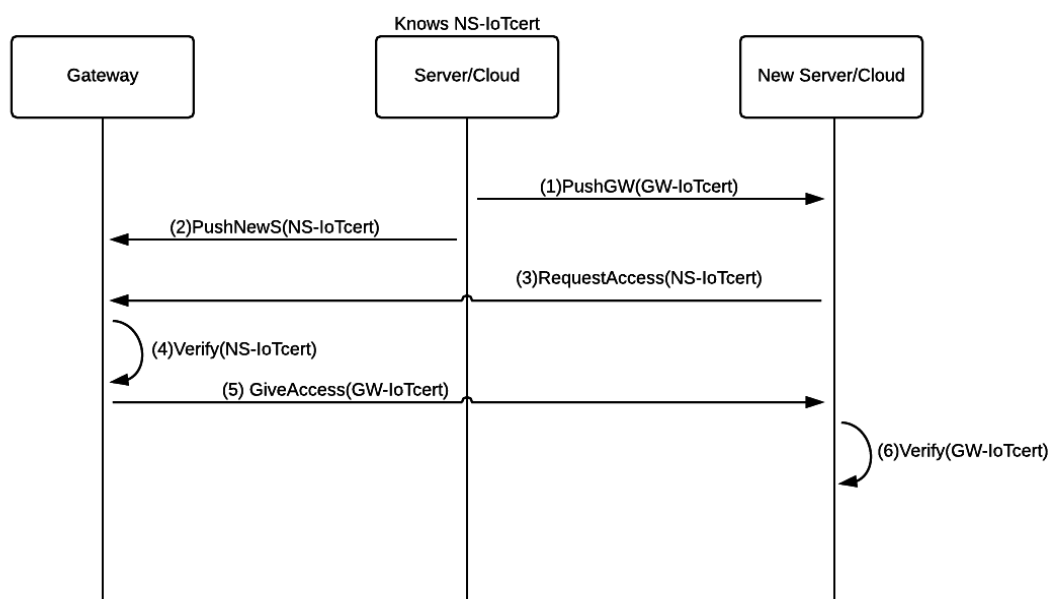 Knows NS-IoTcert
Gateway
Server/Cloud
New Server/Cloud
(1)PushGW(GW-IoTcert)
(2)PushNewS(NS-IoTcert)
(3)RequestAccess(NS-IoTcert)
(4)Verify(NS-IoTcert)
(5) GiveAccess(GW-IoTcert)
(6)Verify(GW-IoTcert)